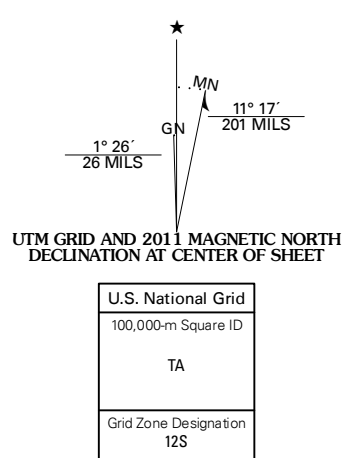 MN
11° 17´
201 MILS
GN
1° 26´
26 MILS
UTM GRID AND 2011 MAGNETIC NORTH
DECLINATION AT CENTER OF SHEET
U.S. National Grid
100,000-m Square ID
TA
Grid Zone Designation
12S